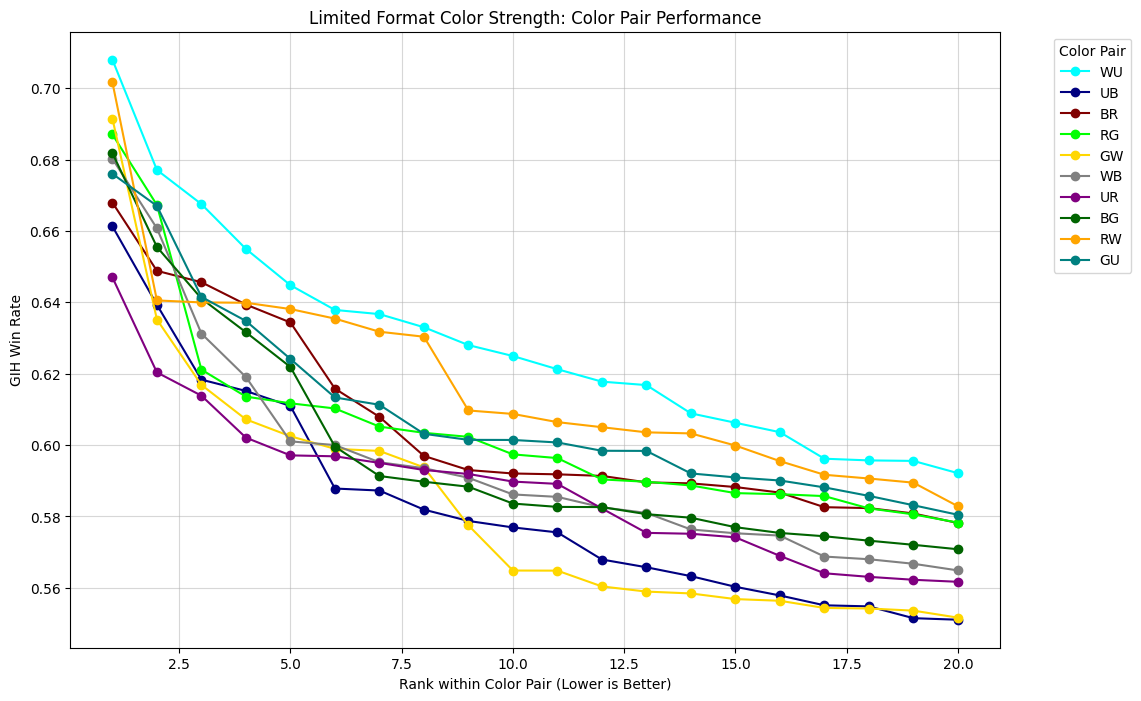 Limited Format Color Strength: Color Pair Performance
GIH Win Rate
0.70
0.68
0.66
0.64
0.62
0.60
0.58
0.56
2.5
5.0
7.5
10.0
12.5
15.0
17.5
20.0
Rank within Color Pair (Lower is Better)
Color Pair
WU
UB
BR
RG
GW
WB
UR
BG
RW
GU